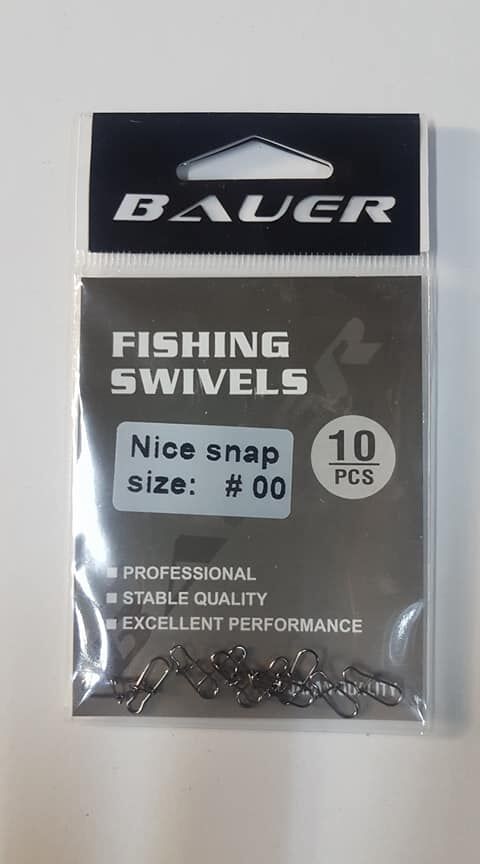 BAUER
FISHING
SWIVELS
Nice snap
size: # 00
10
PCS
PROFESSIONAL
STABLE QUALITY
EXCELLENT PERFORMANCE